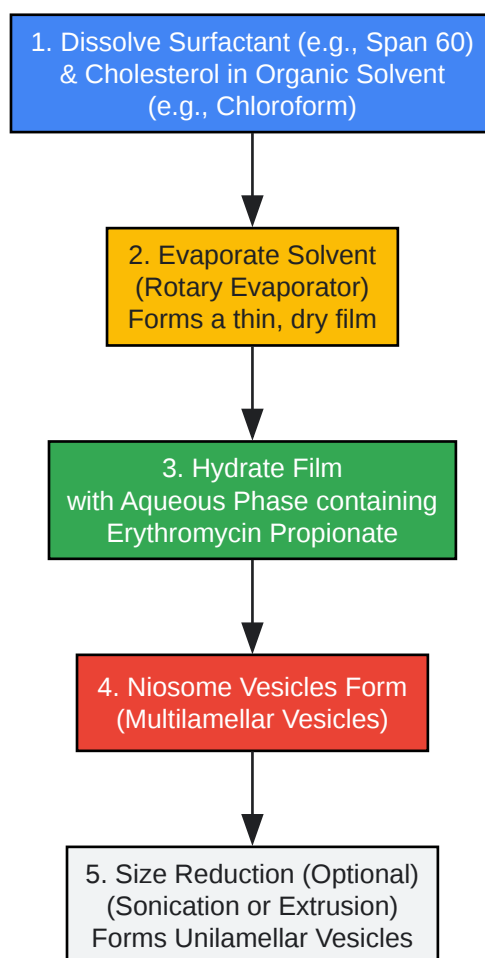 1. Dissolve Surfactant (e.g., Span 60)
& Cholesterol in Organic Solvent
(e.g., Chloroform)
2. Evaporate Solvent
(Rotary Evaporator)
Forms a thin, dry film
3. Hydrate Film
with Aqueous Phase containing
Erythromycin Propionate
4. Niosome Vesicles Form
(Multilamellar Vesicles)
5. Size Reduction (Optional)
(Sonication or Extrusion)
Forms Unilamellar Vesicles